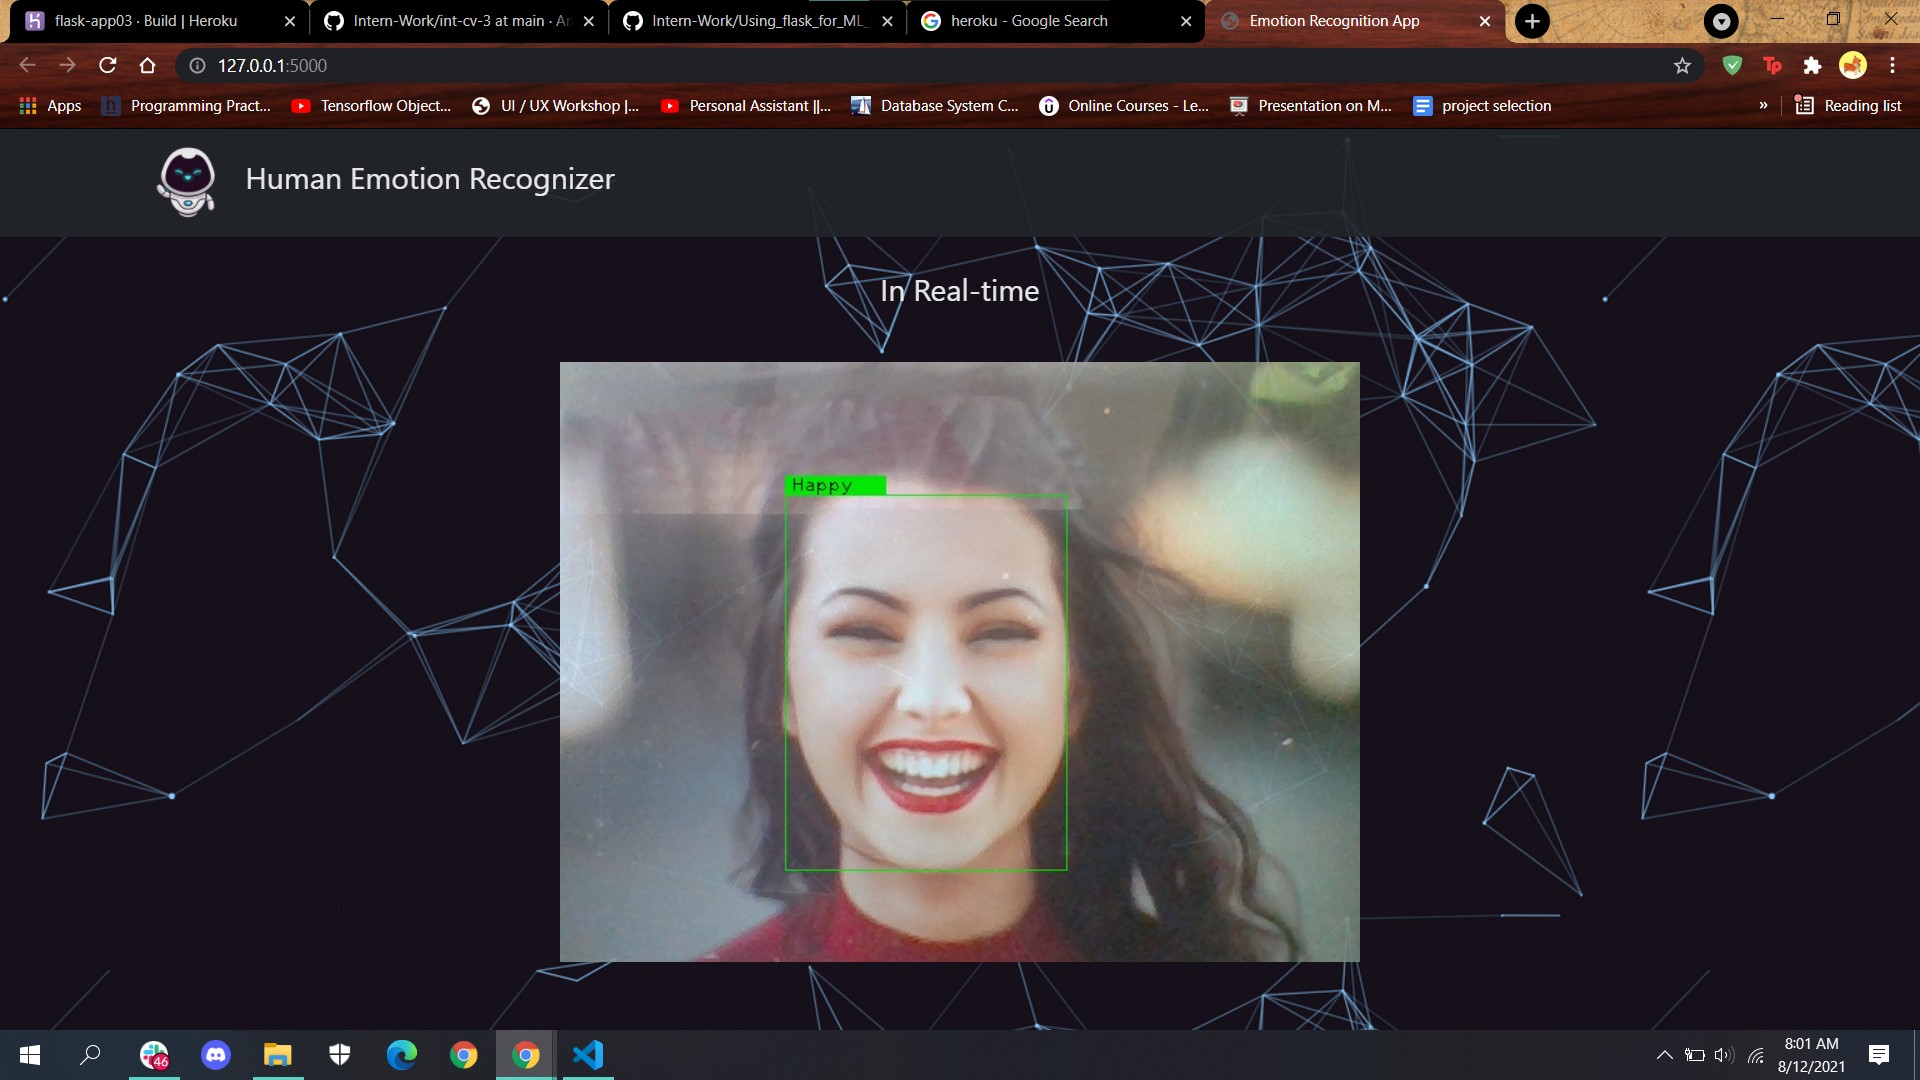 flask-app03 · Build | Heroku
Intern-Work/int-cv-3 at main · A
Intern-Work/Using_flask_for_ML_
heroku - Google Search
Emotion Recognition App
127.0.0.1:5000
Tp
Apps
Programming Pract...
Tensorflow Object...
UI / UX Workshop |...
Personal Assistant ||...
Database System C...
Online Courses - Le...
Presentation on M...
project selection
»
Reading list
Human Emotion Recognizer
In Real-time
Happy
46
8:01 AM
8/12/2021